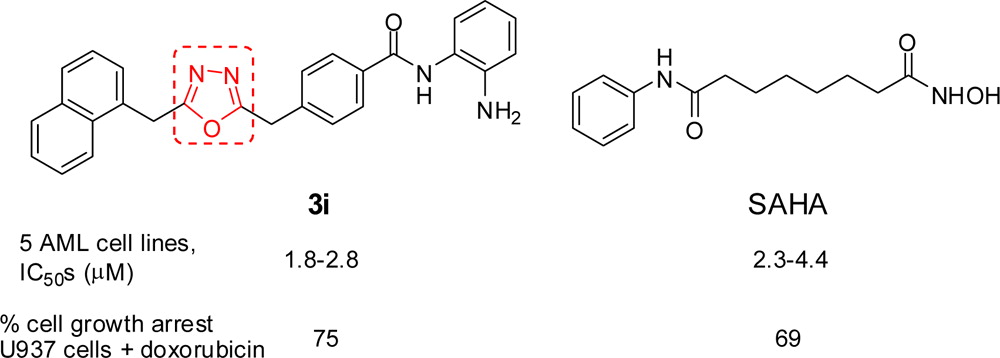 N N
O
O
N
H
NH₂
H
N
O
O
NHOH
3i SAHA
5 AML cell lines,
IC₅₀s (μM) 1.8-2.8 2.3-4.4
% cell growth arrest
U937 cells + doxorubicin 75 69